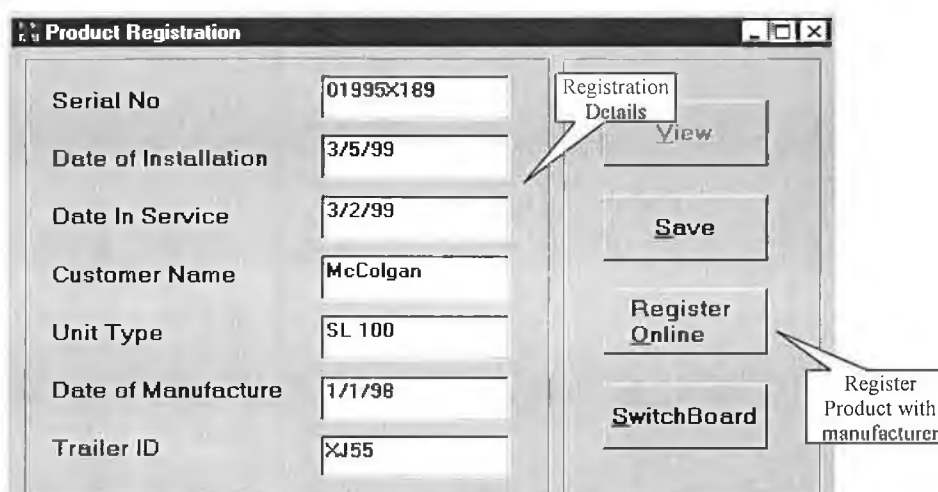 Product Registration
Serial No 01995X189
Date of Installation 3/5/99
Date In Service 3/2/99
Customer Name McColgan
Unit Type SL 100
Date of Manufacture 1/1/98
Trailer ID XJ55
Registration
Details
View
Save
Register
Online
SwitchBoard
Register
Product with
manufacturer